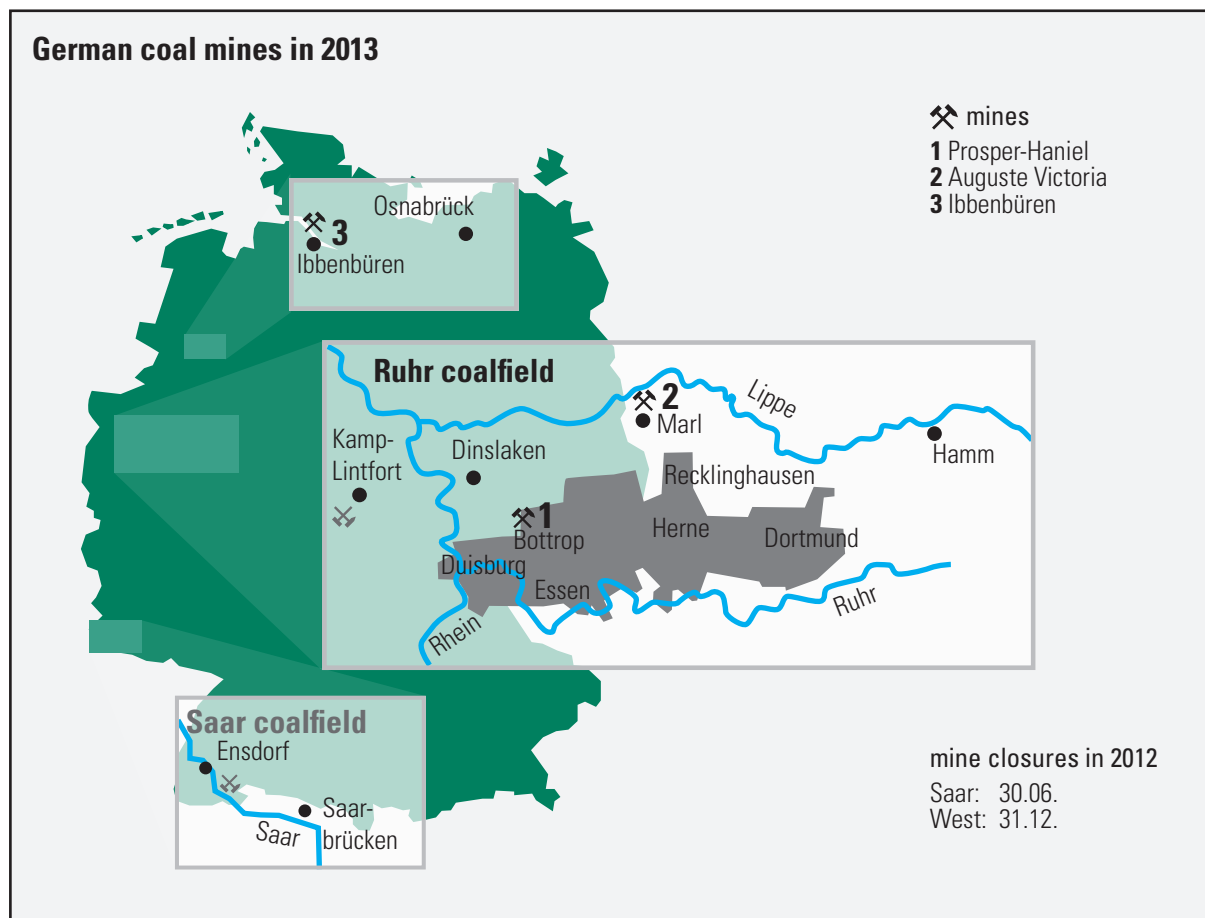 German coal mines in 2013
mines
1 Prosper-Haniel
2 Auguste Victoria
3 Ibbenbüren
Osnabrück
3
Ibbenbüren
Ruhr coalfield
2
Marl
Lippe
Hamm
Kamp-
Lintfort
Dinslaken
Recklinghausen
1
Bottrop
Herne
Dortmund
Duisburg
Essen
Ruhr
Rhein
Saar coalfield
Ensdorf
Saar
Saar-
brücken
mine closures in 2012
Saar: 30.06.
West: 31.12.